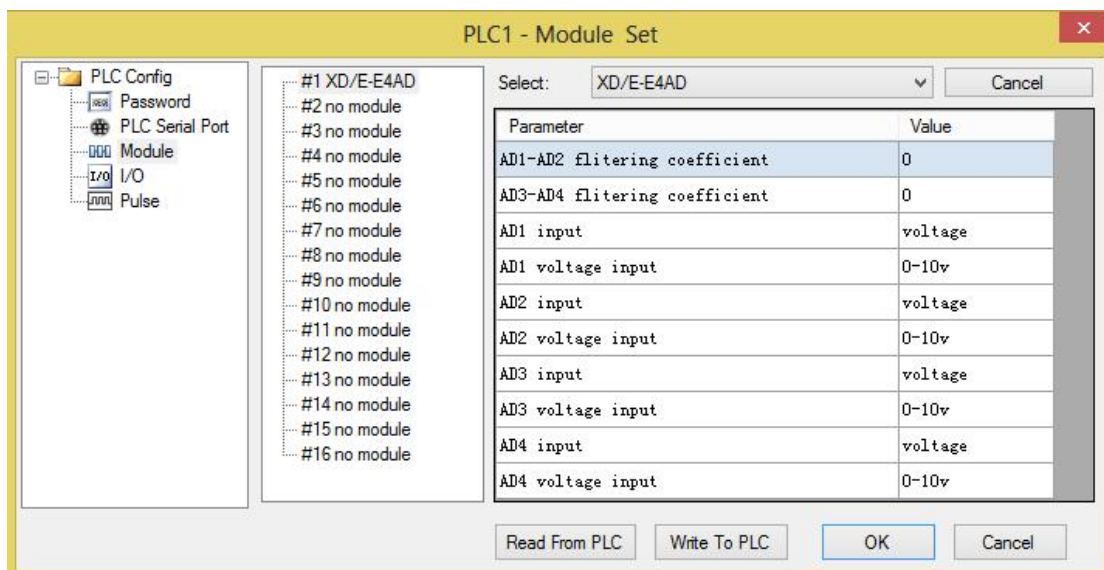 PLC1 - Module Set
PLC Config
Password
PLC Serial Port
Module
I/O
Pulse
#1 XD/E-E4AD
#2 no module
#3 no module
#4 no module
#5 no module
#6 no module
#7 no module
#8 no module
#9 no module
#10 no module
#11 no module
#12 no module
#13 no module
#14 no module
#15 no module
#16 no module
Select: XD/E-E4AD Cancel
Parameter Value
AD1-AD2 flitering coefficient 0
AD3-AD4 flitering coefficient 0
AD1 input voltage
AD1 voltage input 0-10v
AD2 input voltage
AD2 voltage input 0-10v
AD3 input voltage
AD3 voltage input 0-10v
AD4 input voltage
AD4 voltage input 0-10v
Read From PLC Write To PLC OK Cancel